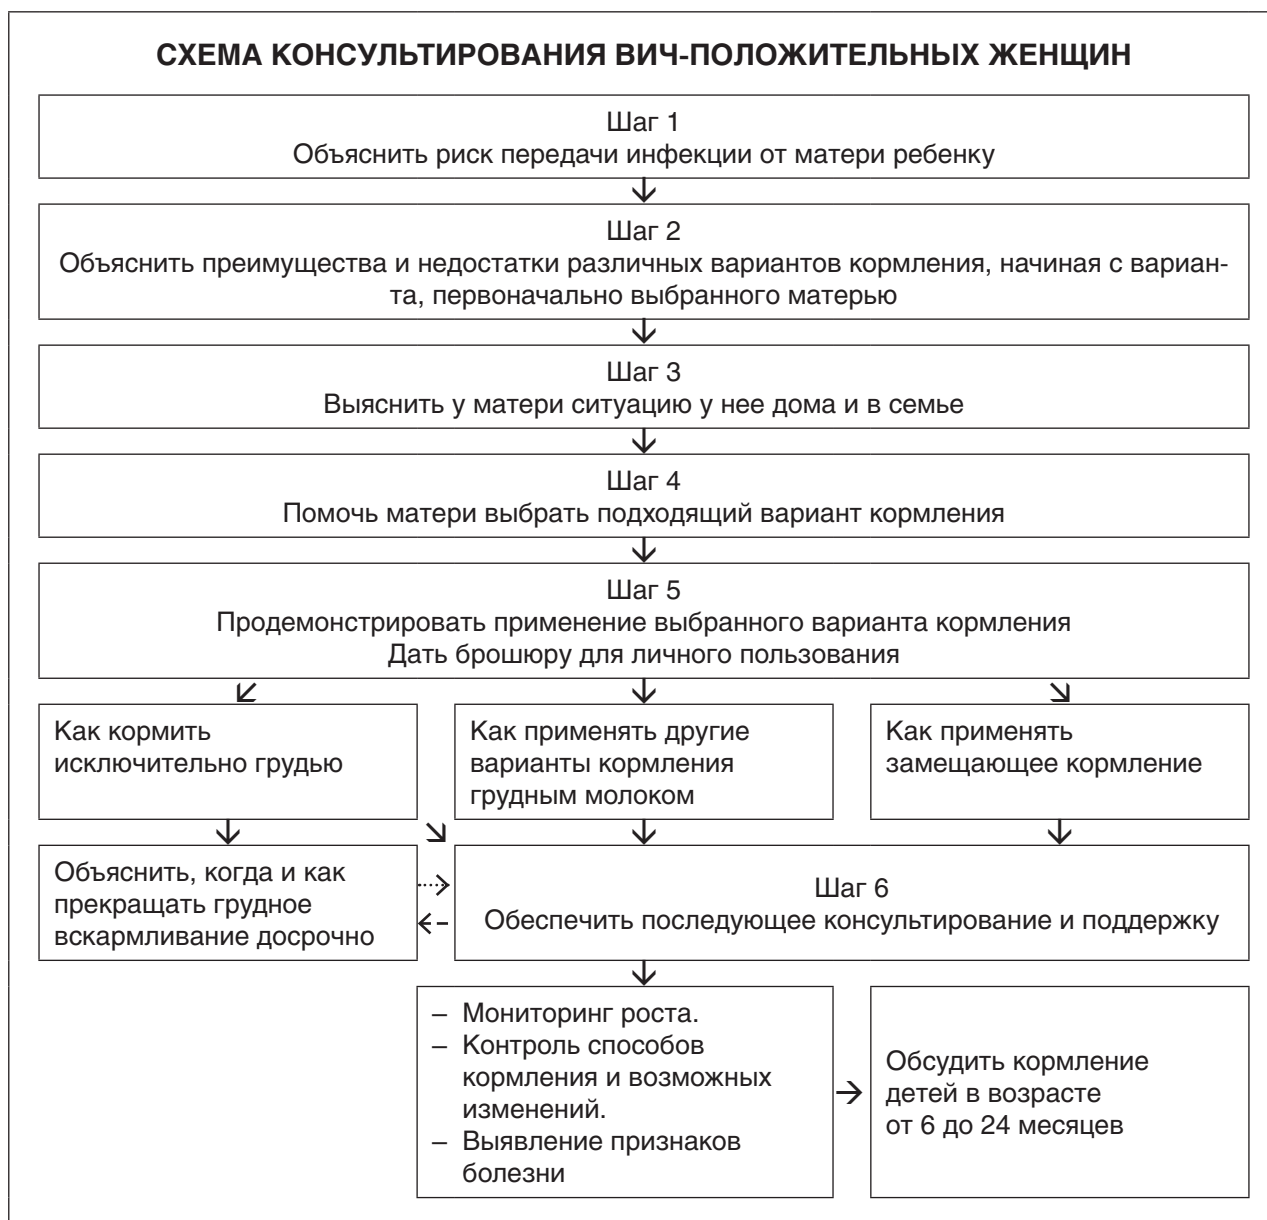 СХЕМА КОНСУЛЬТИРОВАНИЯ ВИЧ-ПОЛОЖИТЕЛЬНЫХ ЖЕНЩИН
Шаг 1
Объяснить риск передачи инфекции от матери ребенку
Шаг 2
Объяснить преимущества и недостатки различных вариантов кормления, начиная с вариан-
та, первоначально выбранного матерью
Шаг 3
Выяснить у матери ситуацию у нее дома и в семье
Шаг 4
Помочь матери выбрать подходящий вариант кормления
Шаг 5
Продемонстрировать применение выбранного варианта кормления
Дать брошюру для личного пользования
Как кормить
исключительно грудью
Как применять другие
варианты кормления
грудным молоком
Как применять
замещающее кормление
Объяснить, когда и как
прекращать грудное
вскармливание досрочно
Шаг 6
Обеспечить последующее консультирование и поддержку
– Мониторинг роста.
– Контроль способов
кормления и возможных
изменений.
– Выявление признаков
болезни
Обсудить кормление
детей в возрасте
от 6 до 24 месяцев